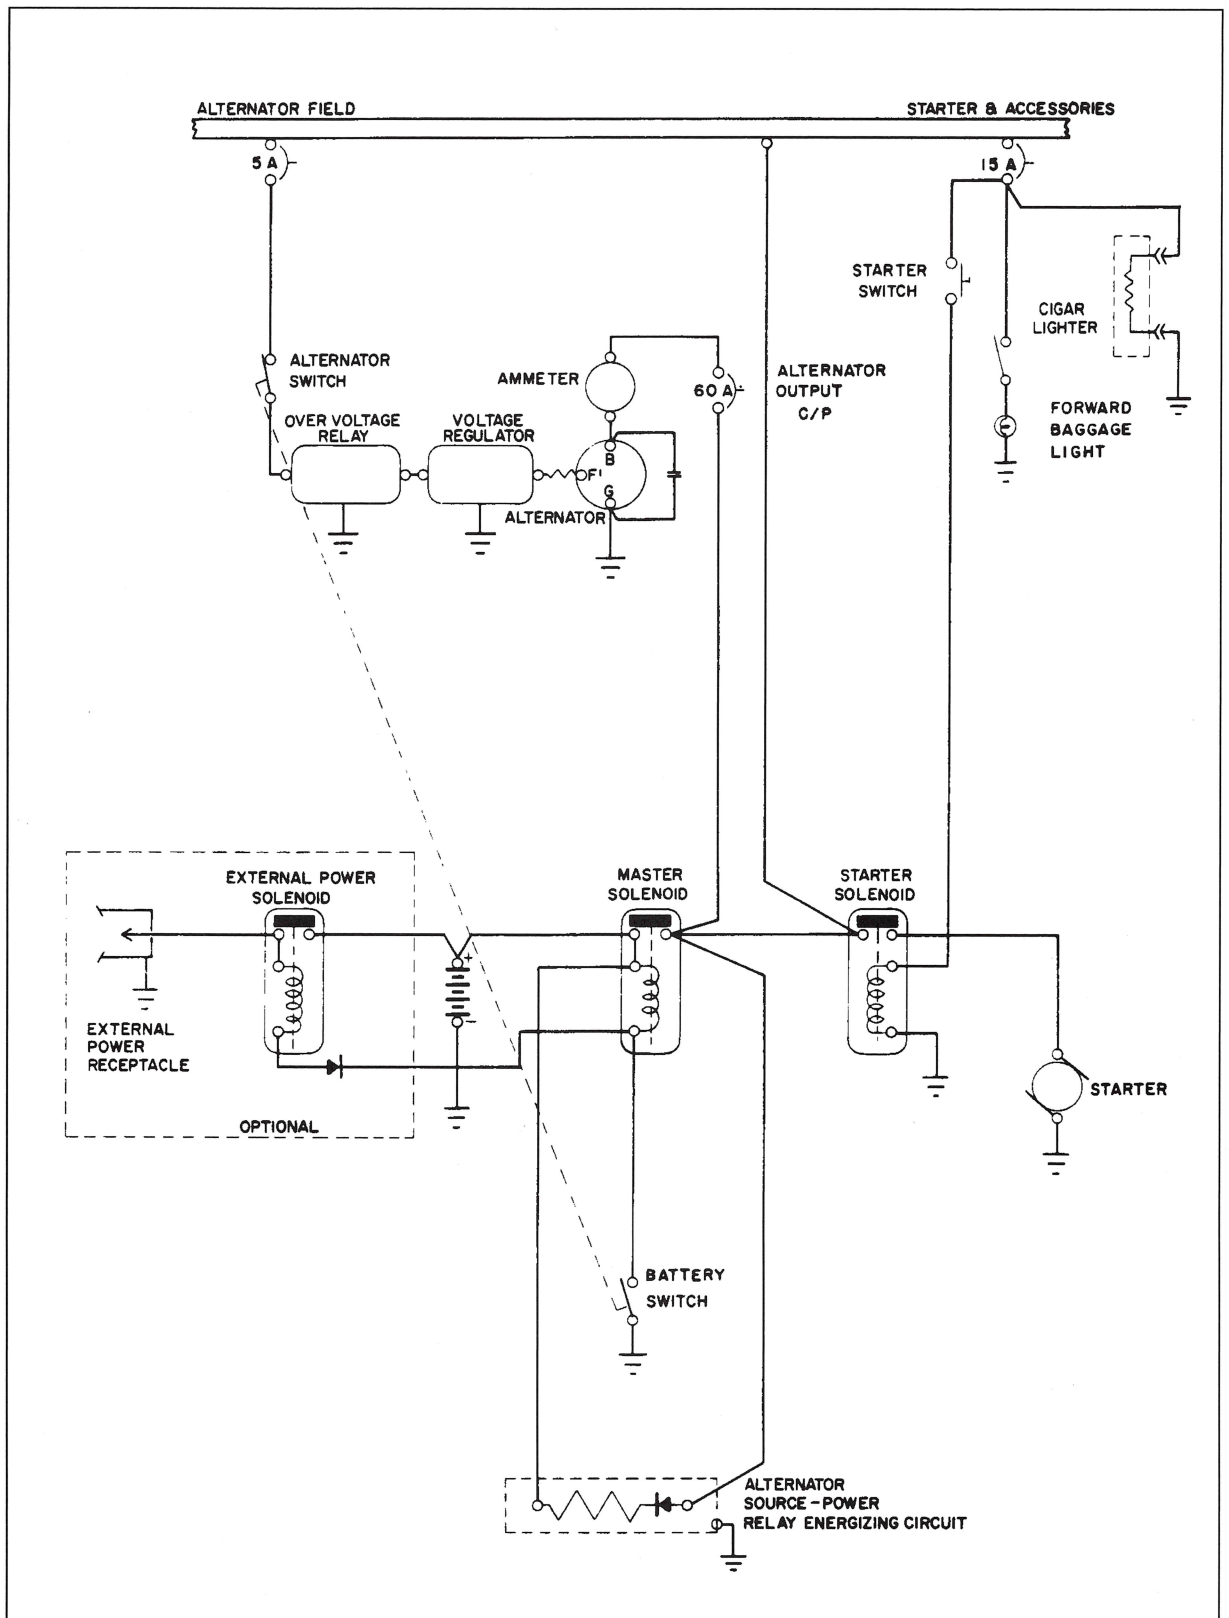 ALTERNATOR FIELD
STARTER & ACCESSORIES
5 A
15 A
STARTER
SWITCH
CIGAR
LIGHTER
ALTERNATOR
SWITCH
AMMETER
60 A
ALTERNATOR
OUTPUT
C/P
FORWARD
BAGGAGE
LIGHT
OVER VOLTAGE
RELAY
VOLTAGE
REGULATOR
B
F'
G
ALTERNATOR
EXTERNAL POWER
SOLENOID
MASTER
SOLENOID
STARTER
SOLENOID
+
-
EXTERNAL
POWER
RECEPTACLE
OPTIONAL
STARTER
BATTERY
SWITCH
ALTERNATOR
SOURCE-POWER
RELAY ENERGIZING CIRCUIT